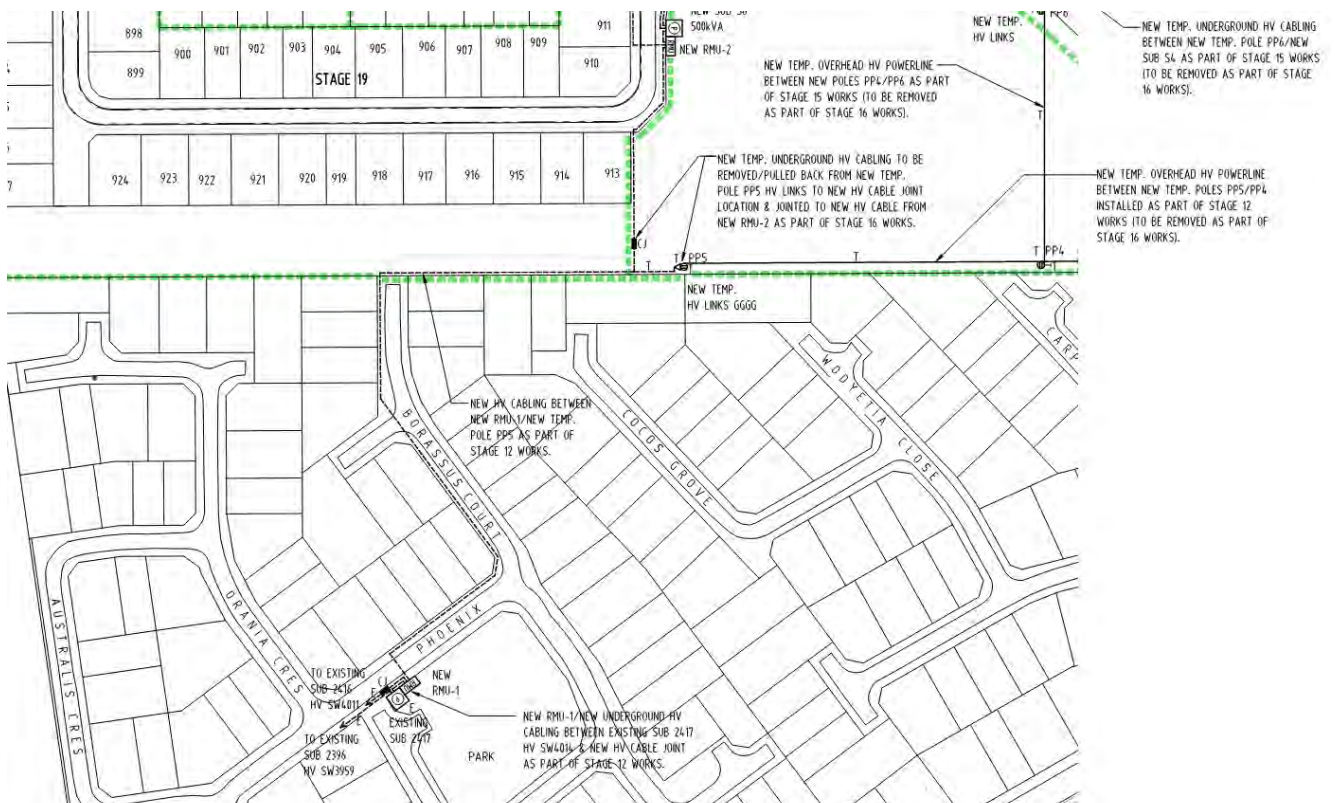 898
900
901
902
903
904
905
906
907
908
909
911
910
899
STAGE 19
500kVA
NEW RMU-2
NEW TEMP.
HV LINKS
NEW TEMP. UNDERGROUND HV CABLING
BETWEEN NEW TEMP. POLE PP6/NEW
SUB S4 AS PART OF STAGE 15 WORKS
(TO BE REMOVED AS PART OF STAGE
16 WORKS).
NEW TEMP. OVERHEAD HV POWERLINE
BETWEEN NEW POLES PP4/PP6 AS PART
OF STAGE 15 WORKS (TO BE REMOVED
AS PART OF STAGE 16 WORKS).
T
924
923
922
921
920
919
918
917
916
915
914
913
NEW TEMP. UNDERGROUND HV CABLING TO BE
REMOVED/PULLED BACK FROM NEW TEMP.
POLE PP5 HV LINKS TO NEW HV CABLE JOINT
LOCATION & JOINTED TO NEW HV CABLE FROM
NEW RMU-2 AS PART OF STAGE 16 WORKS.
NEW TEMP. OVERHEAD HV POWERLINE
BETWEEN NEW TEMP. POLES PP5/PP4
INSTALLED AS PART OF STAGE 12
WORKS (TO BE REMOVED AS PART OF
STAGE 16 WORKS).
CJ
T
T PP5
T
T PP4
T
NEW TEMP.
HV LINKS GGGG
NEW HV CABLING BETWEEN
NEW RMU-1/NEW TEMP.
POLE PP5 AS PART OF
STAGE 12 WORKS.
BORASSUS COURT
COCOS GROVE
WODYETIA CLOSE
CARP
AUSTRALIS CRES
ORANIA CRES
PHOENIX
TO EXISTING
SUB 2416
HV SW4011
CJ
E
NEW
RMU-1
E
E
EXISTING
SUB 2417
TO EXISTING
SUB 2396
HV SW3959
PARK
NEW RMU-1/NEW UNDERGROUND HV
CABLING BETWEEN EXISTING SUB 2417
HV SW4014 & NEW HV CABLE JOINT
AS PART OF STAGE 12 WORKS.